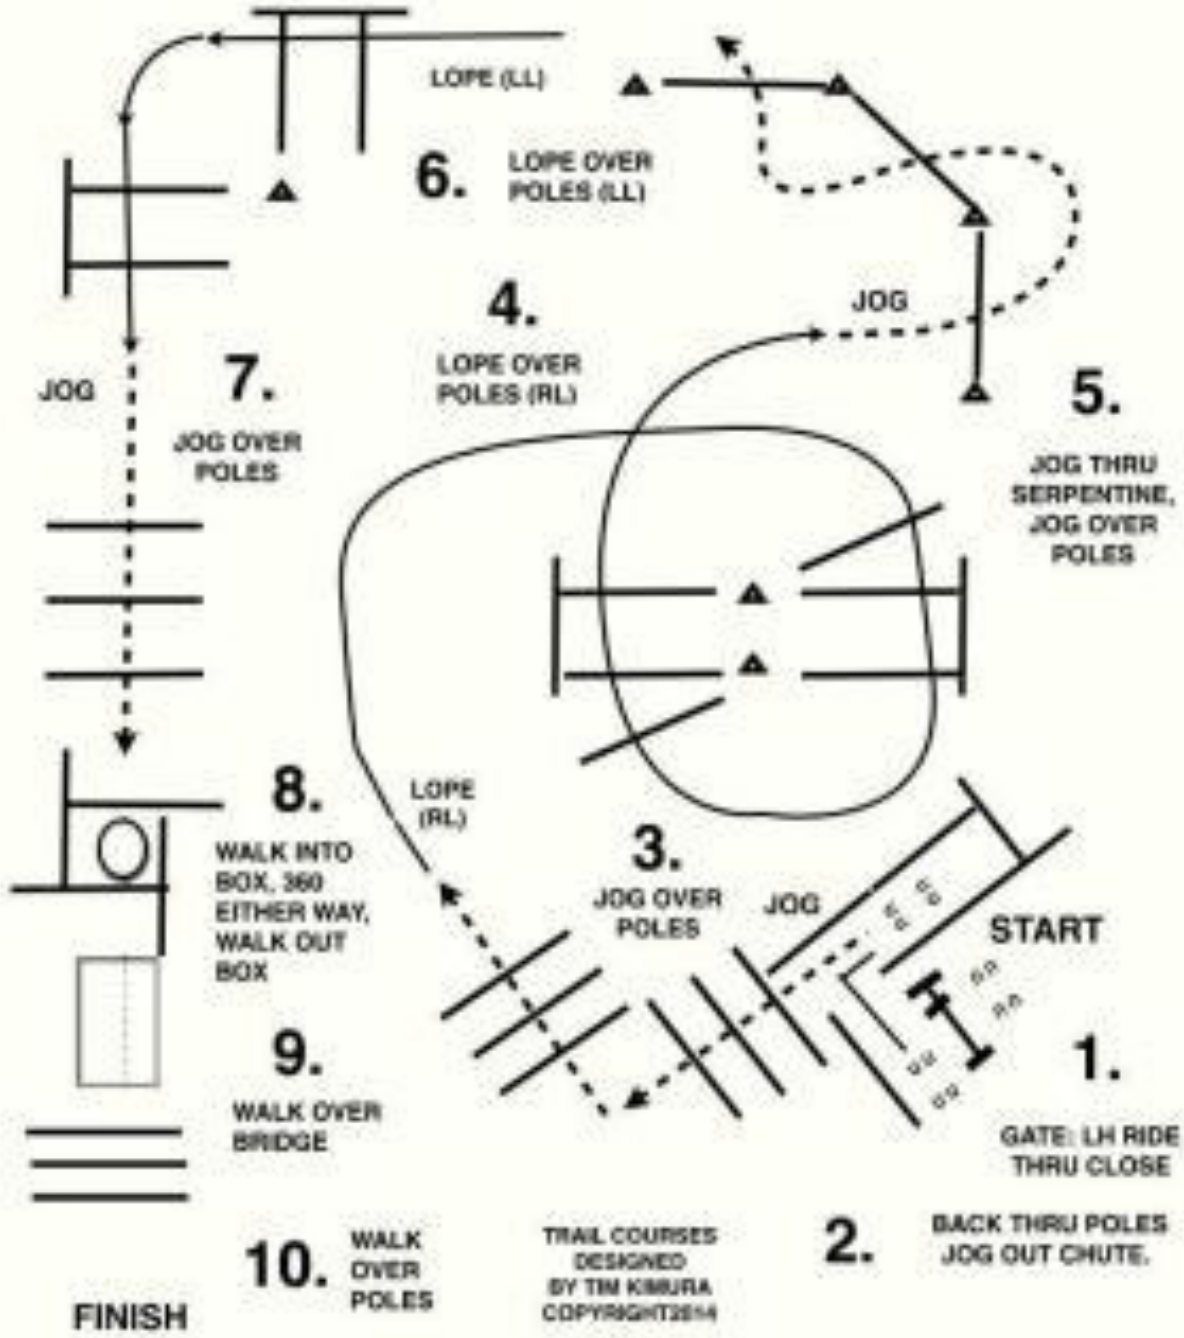 LOPE (LL)
6.
LOPE OVER
POLES (LL)
4.
LOPE OVER
POLES (RL)
JOG
5.
JOG THRU
SERPENTINE,
JOG OVER
POLES
JOG
7.
JOG OVER
POLES
8.
WALK INTO
BOX, 360
EITHER WAY,
WALK OUT
BOX
LOPE
(RL)
3.
JOG OVER
POLES
JOG
START
1.
GATE: LH RIDE
THRU CLOSE
9.
WALK OVER
BRIDGE
2.
BACK THRU POLES
JOG OUT CHUTE.
10.
WALK
OVER
POLES
TRAIL COURSES
DESIGNED
BY TIM KIMURA
COPYRIGHT2014
FINISH